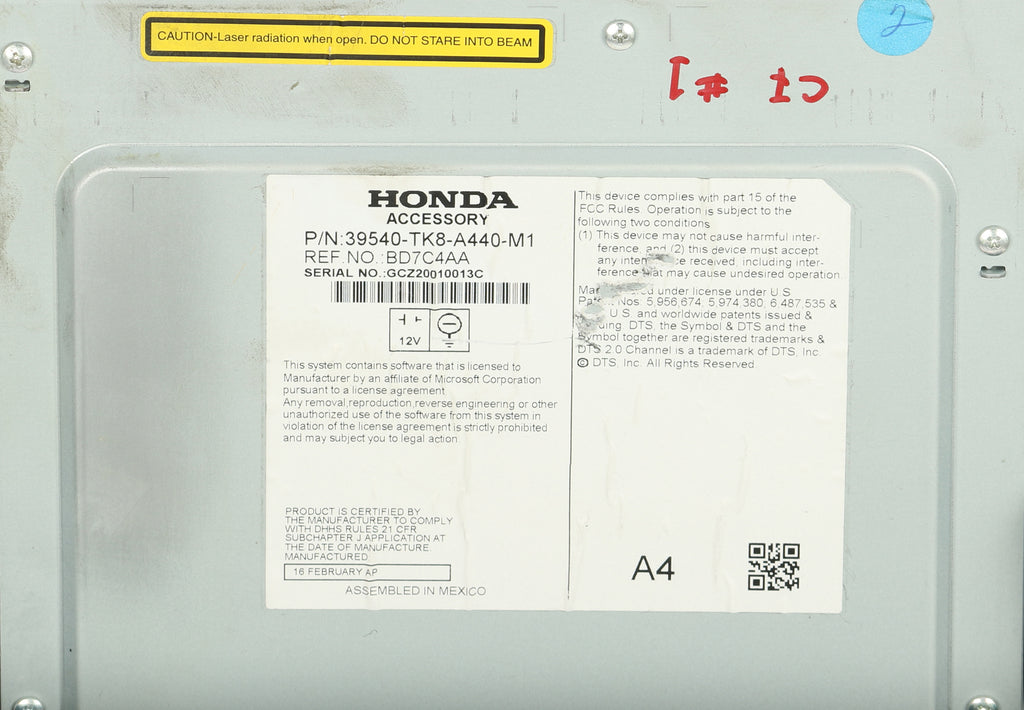 CAUTION-Laser radiation when open. DO NOT STARE INTO BEAM
2
CT #1
HONDA
ACCESSORY
P/N:39540-TK8-A440-M1
REF.NO.:BD7C4AA
SERIAL NO.:GCZ20010013C
12V
This system contains software that is licensed to
Manufacturer by an affiliate of Microsoft Corporation
pursuant to a license agreement
Any removal,reproduction,reverse engineering or other
unauthorized use of the software from this system in
violation of the license agreement is strictly prohibited
and may subject you to legal action.
PRODUCT IS CERTIFIED BY
THE MANUFACTURER TO COMPLY
WITH DHHS RULES 21 CFR
SUBCHAPTER J APPLICATION AT
THE DATE OF MANUFACTURE.
MANUFACTURED:
16 FEBRUARY AP
ASSEMBLED IN MEXICO
This device complies with part 15 of the
FCC Rules. Operation is subject to the
following two conditions
(1) This device may not cause harmful inter-
ference, and (2) this device must accept
any received, including inter-
ference that may cause undesired operation.
under license under U.S.
Nos: 5,956,674; 5,974,380; 6,487,535 &
U.S. and worldwide patents issued &
DTS, the Symbol & DTS and the
Symbol together are registered trademarks &
DTS 2.0 Channel is a trademark of DTS, Inc.
© DTS, Inc. All Rights Reserved
A4